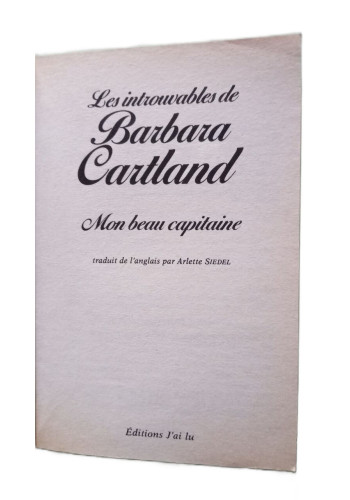 Les introuvables de
Barbara
Cartland
Mon beau capitaine
traduit de l'anglais par Arlette SIEDEL
Éditions J'ai lu